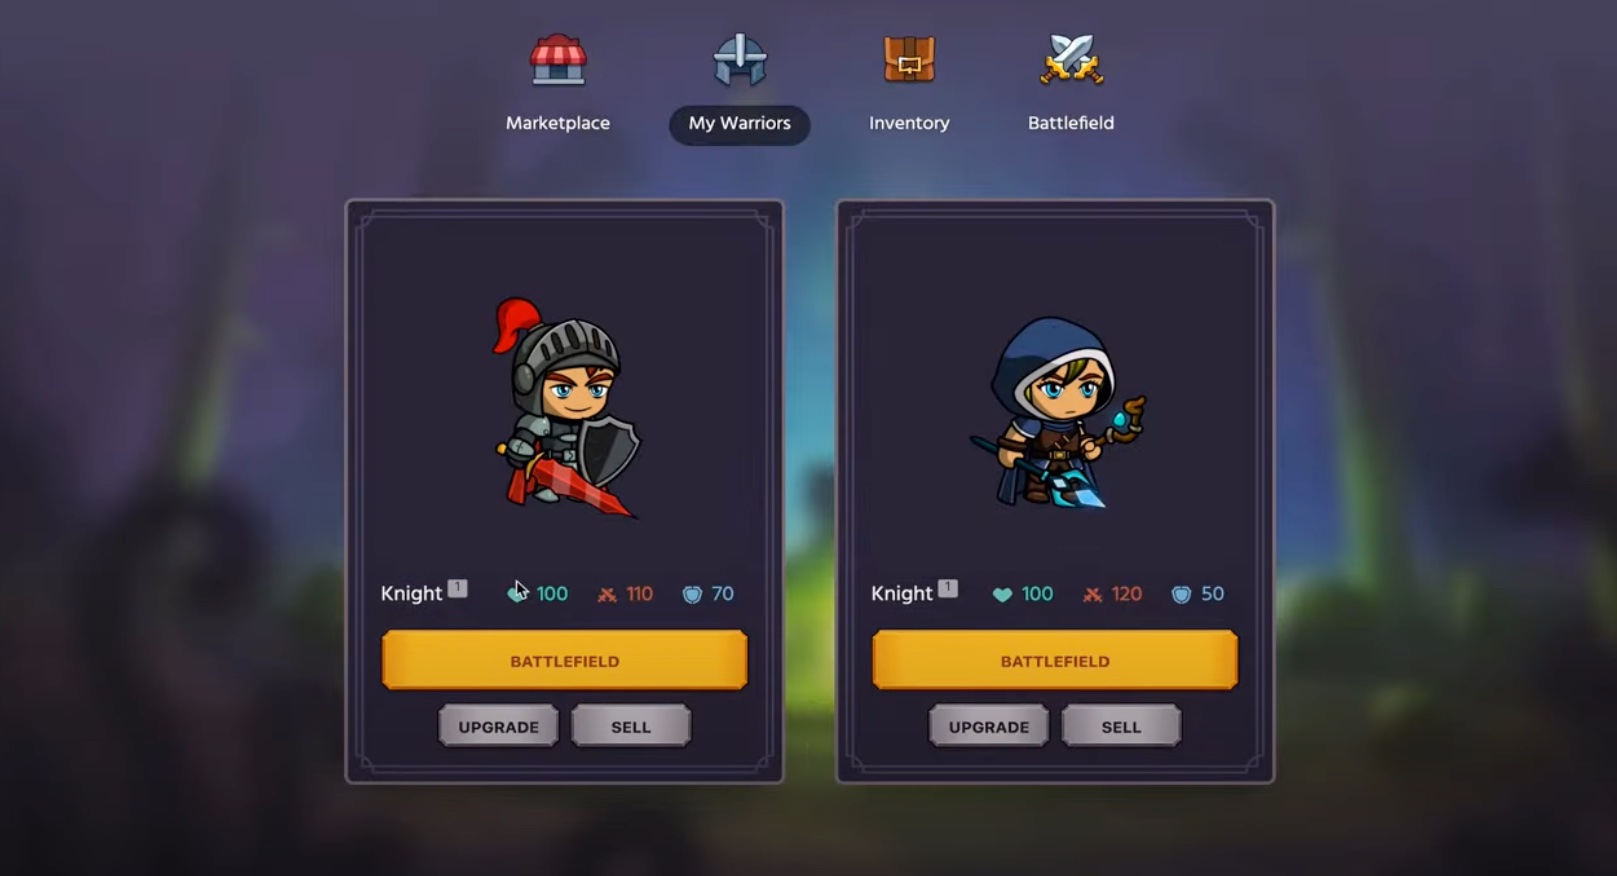 Marketplace
My Warriors
Inventory
Battlefield
Knight 1 100 110 70
BATTLEFIELD
UPGRADE SELL
Knight 1 100 120 50
BATTLEFIELD
UPGRADE SELL